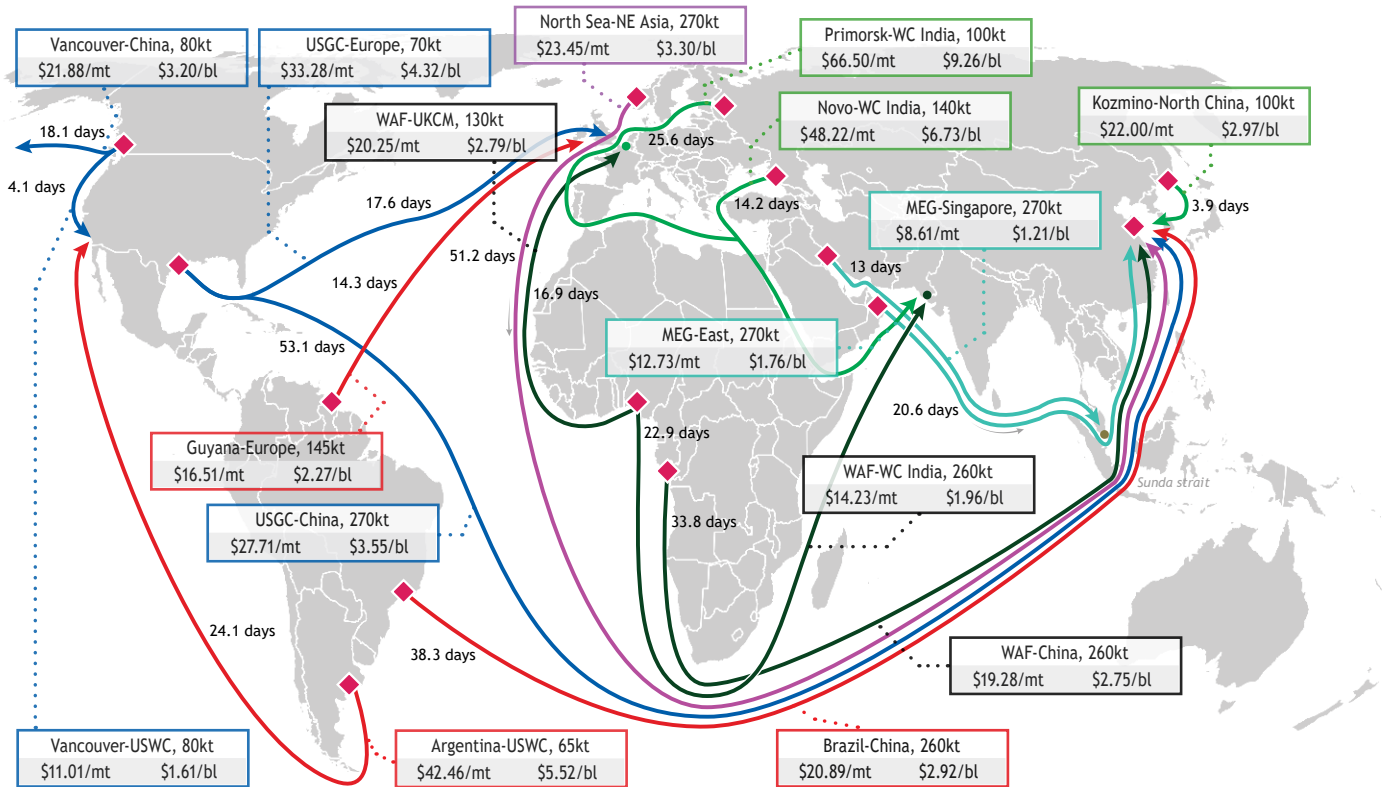 North Sea-NE Asia, 270kt
$23.45/mt $3.30/bl
Vancouver-China, 80kt
$21.88/mt $3.20/bl
USGC-Europe, 70kt
$33.28/mt $4.32/bl
Primorsk-WC India, 100kt
$66.50/mt $9.26/bl
WAF-UKCM, 130kt
$20.25/mt $2.79/bl
Novo-WC India, 140kt
$48.22/mt $6.73/bl
Kozmino-North China, 100kt
$22.00/mt $2.97/bl
18.1 days
25.6 days
4.1 days
17.6 days
14.2 days
3.9 days
MEG-Singapore, 270kt
$8.61/mt $1.21/bl
51.2 days
13 days
14.3 days
16.9 days
MEG-East, 270kt
$12.73/mt $1.76/bl
53.1 days
20.6 days
22.9 days
Guyana-Europe, 145kt
$16.51/mt $2.27/bl
WAF-WC India, 260kt
$14.23/mt $1.96/bl
Sunda strait
USGC-China, 270kt
$27.71/mt $3.55/bl
33.8 days
24.1 days
38.3 days
WAF-China, 260kt
$19.28/mt $2.75/bl
Vancouver-USWC, 80kt
$11.01/mt $1.61/bl
Argentina-USWC, 65kt
$42.46/mt $5.52/bl
Brazil-China, 260kt
$20.89/mt $2.92/bl